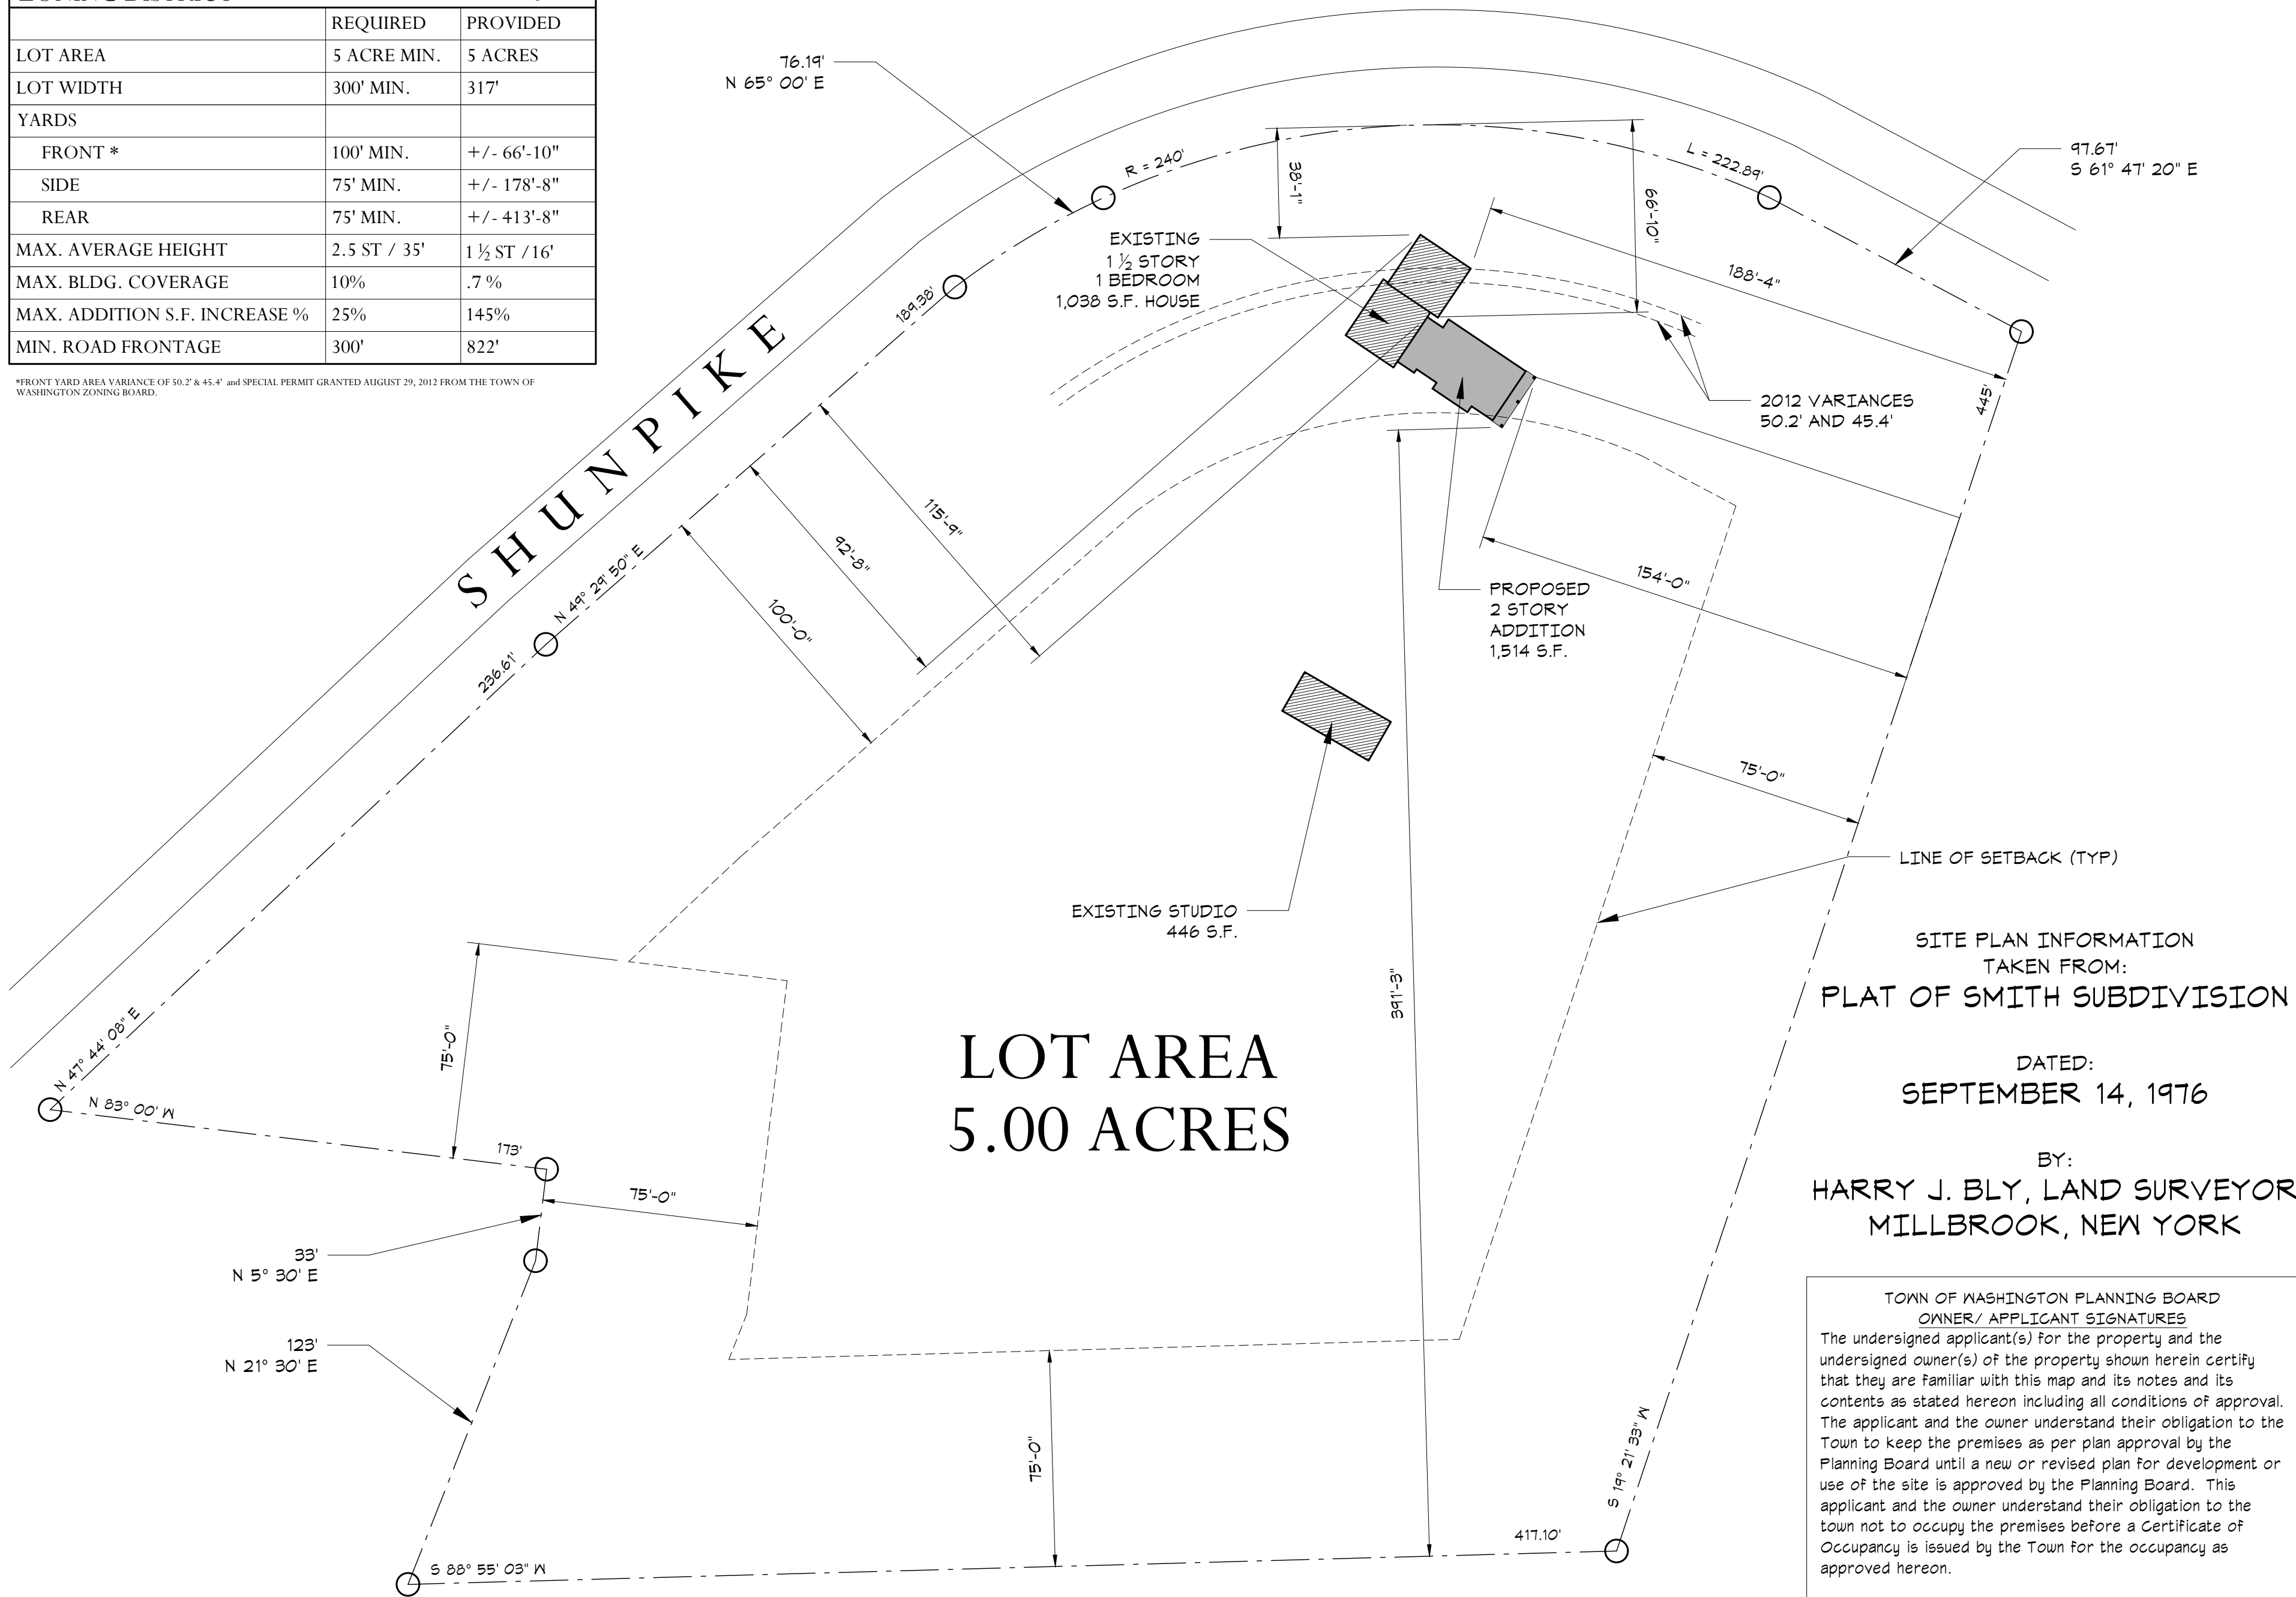 REQUIRED PROVIDED
LOT AREA 5 ACRE MIN. 5 ACRES
LOT WIDTH 300' MIN. 317'
YARDS
FRONT * 100' MIN. +/- 66'-10"
SIDE 75' MIN. +/- 178'-8"
REAR 75' MIN. +/- 413'-8"
MAX. AVERAGE HEIGHT 2.5 ST / 35' 1 ½ ST /16'
MAX. BLDG. COVERAGE 10% .7 %
MAX. ADDITION S.F. INCREASE % 25% 145%
MIN. ROAD FRONTAGE 300' 822'
*FRONT YARD AREA VARIANCE OF 50.2' & 45.4' and SPECIAL PERMIT GRANTED AUGUST 29, 2012 FROM THE TOWN OF
WASHINGTON ZONING BOARD.
76.19'
N 65° 00' E
R = 240'
L = 222.89'
97.67'
S 61° 47' 20" E
38'-1"
66'-10"
EXISTING
1 ½ STORY
1 BEDROOM
1,038 S.F. HOUSE
188'-4"
189.38'
SHUNPIKE
2012 VARIANCES
50.2' AND 45.4'
445'
115'-9"
92'-8"
100'-0"
N 49° 29' 50" E
236.61'
PROPOSED
2 STORY
ADDITION
1,514 S.F.
154'-0"
75'-0"
LINE OF SETBACK (TYP)
EXISTING STUDIO
446 S.F.
391'-3"
75'-0"
N 47° 44' 08" E
N 83° 00' W
173'
75'-0"
LOT AREA
5.00 ACRES
33'
N 5° 30' E
123'
N 21° 30' E
75'-0"
S 19° 21' 33" W
417.10'
S 88° 55' 03" W
SITE PLAN INFORMATION
TAKEN FROM:
PLAT OF SMITH SUBDIVISION
DATED:
SEPTEMBER 14, 1976
BY:
HARRY J. BLY, LAND SURVEYOR
MILLBROOK, NEW YORK
TOWN OF WASHINGTON PLANNING BOARD
OWNER/ APPLICANT SIGNATURES
The undersigned applicant(s) for the property and the
undersigned owner(s) of the property shown herein certify
that they are familiar with this map and its notes and its
contents as stated hereon including all conditions of approval.
The applicant and the owner understand their obligation to the
Town to keep the premises as per plan approval by the
Planning Board until a new or revised plan for development or
use of the site is approved by the Planning Board. This
applicant and the owner understand their obligation to the
town not to occupy the premises before a Certificate of
Occupancy is issued by the Town for the occupancy as
approved hereon.